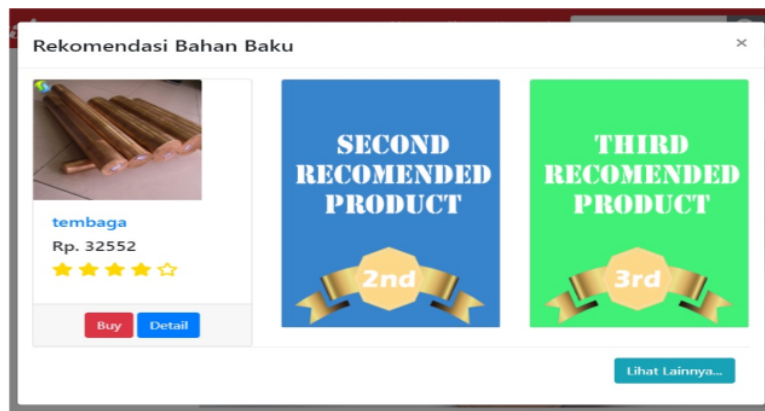 Rekomendasi Bahan Baku
×
tembaga
Rp. 32552
Buy
Detail
SECOND
RECOMENDED
PRODUCT
2nd
THIRD
RECOMENDED
PRODUCT
3rd
Lihat Lainnya...